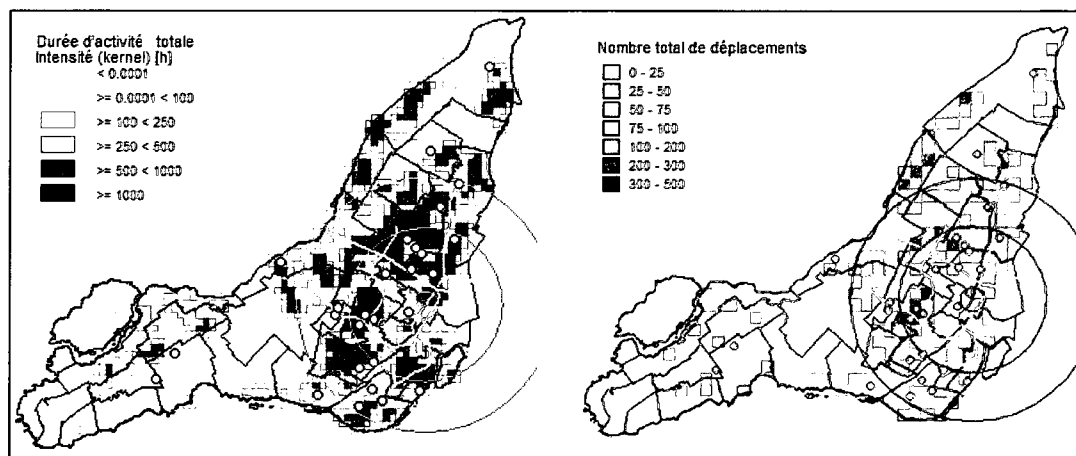 Durée d'activité totale
Intensité (kernel) [h]
< 0.0001
>= 0.0001 < 100
>= 100 < 250
>= 250 < 500
>= 500 < 1000
>= 1000
Nombre total de déplacements
0 - 25
25 - 50
50 - 75
75 - 100
100 - 200
200 - 300
300 - 500